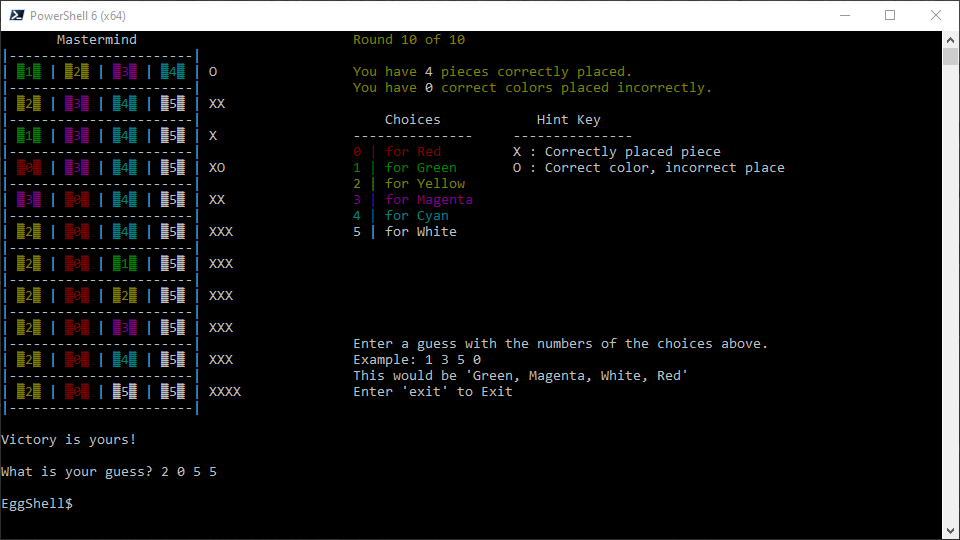 PowerShell 6 (x64)
Mastermind Round 10 of 10
|-----------------------|
| 1 | 2 | 3 | 4 | O You have 4 pieces correctly placed.
|-----------------------| You have 0 correct colors placed incorrectly.
| 2 | 3 | 4 | 5 | XX
|-----------------------| Choices Hint Key
| 1 | 3 | 4 | 5 | X --------------- ---------------
|-----------------------| 0 | for Red X : Correctly placed piece
| 0 | 3 | 4 | 5 | XO 1 | for Green O : Correct color, incorrect place
|-----------------------| 2 | for Yellow
| 3 | 0 | 4 | 5 | XX 3 | for Magenta
|-----------------------| 4 | for Cyan
| 2 | 0 | 4 | 5 | XXX 5 | for White
|-----------------------|
| 2 | 0 | 1 | 5 | XXX
|-----------------------|
| 2 | 0 | 2 | 5 | XXX
|-----------------------|
| 2 | 0 | 3 | 5 | XXX
|-----------------------| Enter a guess with the numbers of the choices above.
| 2 | 0 | 4 | 5 | XXX Example: 1 3 5 0
|-----------------------| This would be 'Green, Magenta, White, Red'
| 2 | 0 | 5 | 5 | XXXX Enter 'exit' to Exit
|-----------------------|
Victory is yours!
What is your guess? 2 0 5 5
EggShell$